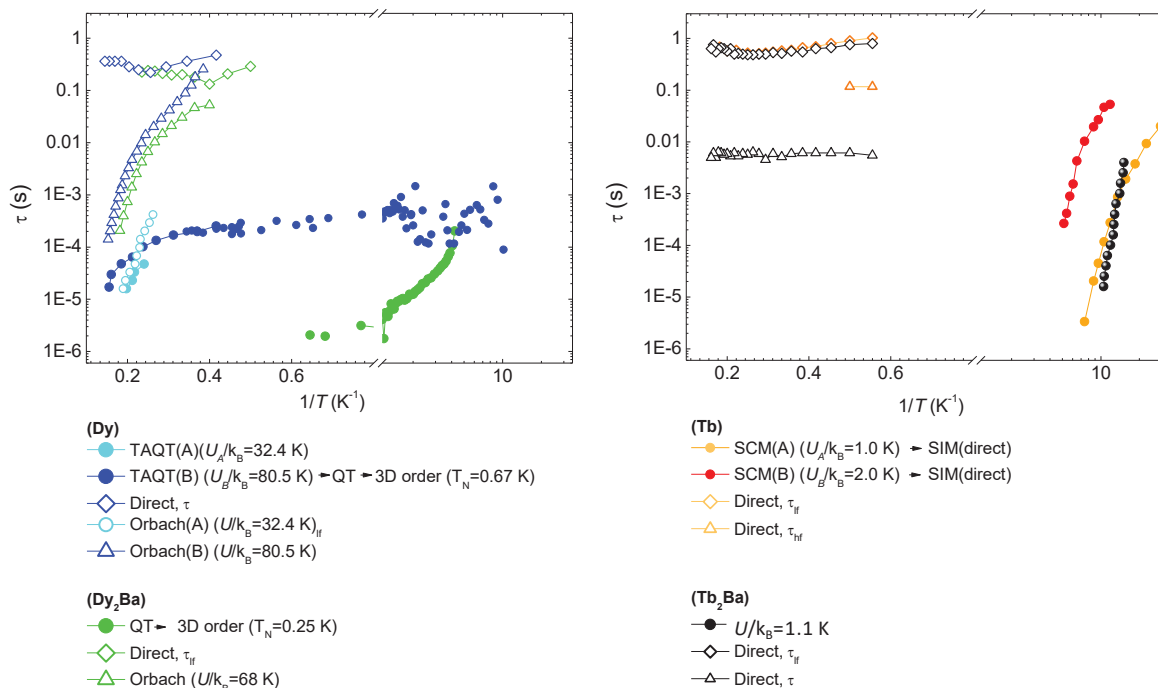 1
0.1
0.01
1E-3
1E-4
1E-5
1E-6
τ (s)
0.2
0.4
0.6
10
1/T (K⁻¹)
(Dy)
TAQT(A)(U_A/k_B=32.4 K)
TAQT(B) (U_B/k_B=80.5 K) → QT → 3D order (T_N=0.67 K)
Direct, τ
Orbach(A) (U/k_B=32.4 K)_lf
Orbach(B) (U/k_B=80.5 K)
(Dy₂Ba)
QT → 3D order (T_N=0.25 K)
Direct, τ_lf
Orbach (U/k_B=68 K)
1
0.1
0.01
1E-3
1E-4
1E-5
1E-6
τ (s)
0.2
0.4
0.6
10
1/T (K⁻¹)
(Tb)
SCM(A) (U_A/k_B=1.0 K) → SIM(direct)
SCM(B) (U_B/k_B=2.0 K) → SIM(direct)
Direct, τ_lf
Direct, τ_hf
(Tb₂Ba)
U/k_B=1.1 K
Direct, τ_lf
Direct, τ